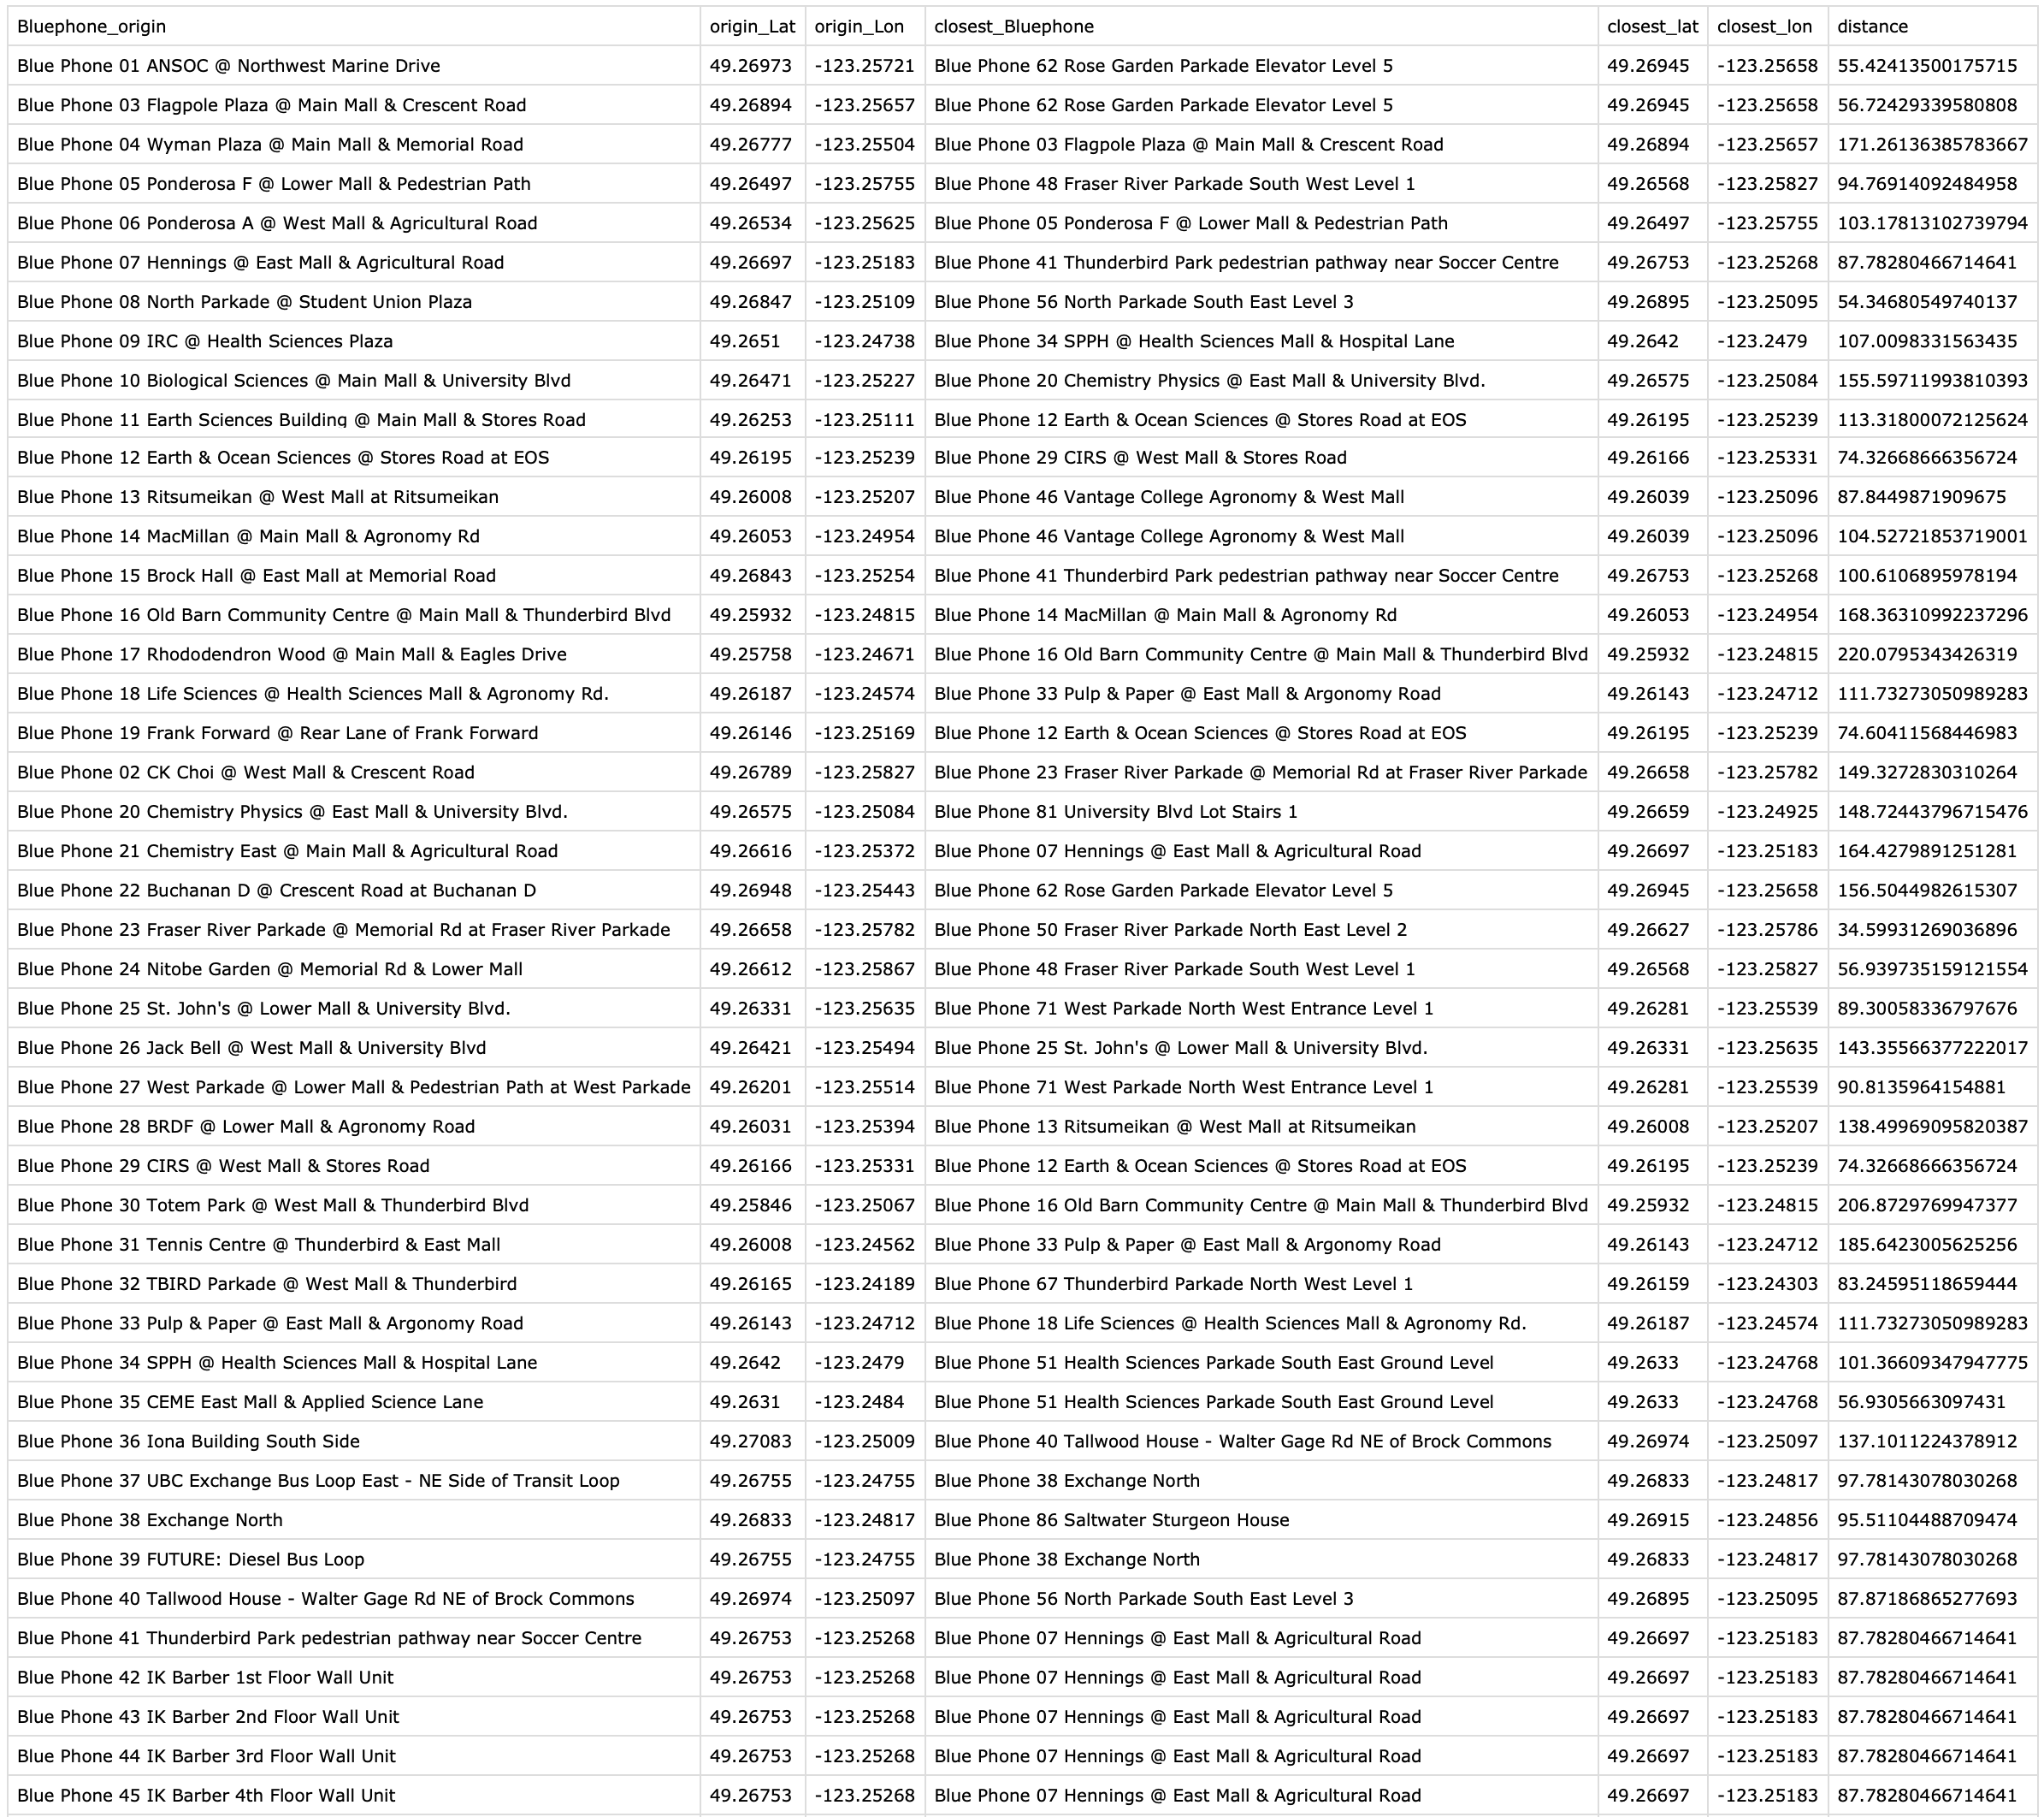 Bluephone_origin origin_Lat origin_Lon closest_Bluephone closest_lat closest_lon distance
Blue Phone 01 ANSOC @ Northwest Marine Drive 49.26973 -123.25721 Blue Phone 62 Rose Garden Parkade Elevator Level 5 49.26945 -123.25658 55.42413500175715
Blue Phone 03 Flagpole Plaza @ Main Mall & Crescent Road 49.26894 -123.25657 Blue Phone 62 Rose Garden Parkade Elevator Level 5 49.26945 -123.25658 56.72429339580808
Blue Phone 04 Wyman Plaza @ Main Mall & Memorial Road 49.26777 -123.25504 Blue Phone 03 Flagpole Plaza @ Main Mall & Crescent Road 49.26894 -123.25657 171.26136385783667
Blue Phone 05 Ponderosa F @ Lower Mall & Pedestrian Path 49.26497 -123.25755 Blue Phone 48 Fraser River Parkade South West Level 1 49.26568 -123.25827 94.76914092484958
Blue Phone 06 Ponderosa A @ West Mall & Agricultural Road 49.26534 -123.25625 Blue Phone 05 Ponderosa F @ Lower Mall & Pedestrian Path 49.26497 -123.25755 103.17813102739794
Blue Phone 07 Hennings @ East Mall & Agricultural Road 49.26697 -123.25183 Blue Phone 41 Thunderbird Park pedestrian pathway near Soccer Centre 49.26753 -123.25268 87.78280466714641
Blue Phone 08 North Parkade @ Student Union Plaza 49.26847 -123.25109 Blue Phone 56 North Parkade South East Level 3 49.26895 -123.25095 54.34680549740137
Blue Phone 09 IRC @ Health Sciences Plaza 49.2651 -123.24738 Blue Phone 34 SPPH @ Health Sciences Mall & Hospital Lane 49.2642 -123.2479 107.0098331563435
Blue Phone 10 Biological Sciences @ Main Mall & University Blvd 49.26471 -123.25227 Blue Phone 20 Chemistry Physics @ East Mall & University Blvd. 49.26575 -123.25084 155.59711993810393
Blue Phone 11 Earth Sciences Building @ Main Mall & Stores Road 49.26253 -123.25111 Blue Phone 12 Earth & Ocean Sciences @ Stores Road at EOS 49.26195 -123.25239 113.31800072125624
Blue Phone 12 Earth & Ocean Sciences @ Stores Road at EOS 49.26195 -123.25239 Blue Phone 29 CIRS @ West Mall & Stores Road 49.26166 -123.25331 74.32668666356724
Blue Phone 13 Ritsumeikan @ West Mall at Ritsumeikan 49.26008 -123.25207 Blue Phone 46 Vantage College Agronomy & West Mall 49.26039 -123.25096 87.8449871909675
Blue Phone 14 MacMillan @ Main Mall & Agronomy Rd 49.26053 -123.24954 Blue Phone 46 Vantage College Agronomy & West Mall 49.26039 -123.25096 104.52721853719001
Blue Phone 15 Brock Hall @ East Mall at Memorial Road 49.26843 -123.25254 Blue Phone 41 Thunderbird Park pedestrian pathway near Soccer Centre 49.26753 -123.25268 100.6106895978194
Blue Phone 16 Old Barn Community Centre @ Main Mall & Thunderbird Blvd 49.25932 -123.24815 Blue Phone 14 MacMillan @ Main Mall & Agronomy Rd 49.26053 -123.24954 168.36310992237296
Blue Phone 17 Rhododendron Wood @ Main Mall & Eagles Drive 49.25758 -123.24671 Blue Phone 16 Old Barn Community Centre @ Main Mall & Thunderbird Blvd 49.25932 -123.24815 220.0795343426319
Blue Phone 18 Life Sciences @ Health Sciences Mall & Agronomy Rd. 49.26187 -123.24574 Blue Phone 33 Pulp & Paper @ East Mall & Argonomy Road 49.26143 -123.24712 111.73273050989283
Blue Phone 19 Frank Forward @ Rear Lane of Frank Forward 49.26146 -123.25169 Blue Phone 12 Earth & Ocean Sciences @ Stores Road at EOS 49.26195 -123.25239 74.60411568446983
Blue Phone 02 CK Choi @ West Mall & Crescent Road 49.26789 -123.25827 Blue Phone 23 Fraser River Parkade @ Memorial Rd at Fraser River Parkade 49.26658 -123.25782 149.3272830310264
Blue Phone 20 Chemistry Physics @ East Mall & University Blvd. 49.26575 -123.25084 Blue Phone 81 University Blvd Lot Stairs 1 49.26659 -123.24925 148.72443796715476
Blue Phone 21 Chemistry East @ Main Mall & Agricultural Road 49.26616 -123.25372 Blue Phone 07 Hennings @ East Mall & Agricultural Road 49.26697 -123.25183 164.4279891251281
Blue Phone 22 Buchanan D @ Crescent Road at Buchanan D 49.26948 -123.25443 Blue Phone 62 Rose Garden Parkade Elevator Level 5 49.26945 -123.25658 156.5044982615307
Blue Phone 23 Fraser River Parkade @ Memorial Rd at Fraser River Parkade 49.26658 -123.25782 Blue Phone 50 Fraser River Parkade North East Level 2 49.26627 -123.25786 34.59931269036896
Blue Phone 24 Nitobe Garden @ Memorial Rd & Lower Mall 49.26612 -123.25867 Blue Phone 48 Fraser River Parkade South West Level 1 49.26568 -123.25827 56.939735159121554
Blue Phone 25 St. John's @ Lower Mall & University Blvd. 49.26331 -123.25635 Blue Phone 71 West Parkade North West Entrance Level 1 49.26281 -123.25539 89.30058336797676
Blue Phone 26 Jack Bell @ West Mall & University Blvd 49.26421 -123.25494 Blue Phone 25 St. John's @ Lower Mall & University Blvd. 49.26331 -123.25635 143.35566377222017
Blue Phone 27 West Parkade @ Lower Mall & Pedestrian Path at West Parkade 49.26201 -123.25514 Blue Phone 71 West Parkade North West Entrance Level 1 49.26281 -123.25539 90.8135964154881
Blue Phone 28 BRDF @ Lower Mall & Agronomy Road 49.26031 -123.25394 Blue Phone 13 Ritsumeikan @ West Mall at Ritsumeikan 49.26008 -123.25207 138.49969095820387
Blue Phone 29 CIRS @ West Mall & Stores Road 49.26166 -123.25331 Blue Phone 12 Earth & Ocean Sciences @ Stores Road at EOS 49.26195 -123.25239 74.32668666356724
Blue Phone 30 Totem Park @ West Mall & Thunderbird Blvd 49.25846 -123.25067 Blue Phone 16 Old Barn Community Centre @ Main Mall & Thunderbird Blvd 49.25932 -123.24815 206.8729769947377
Blue Phone 31 Tennis Centre @ Thunderbird & East Mall 49.26008 -123.24562 Blue Phone 33 Pulp & Paper @ East Mall & Argonomy Road 49.26143 -123.24712 185.6423005625256
Blue Phone 32 TBIRD Parkade @ West Mall & Thunderbird 49.26165 -123.24189 Blue Phone 67 Thunderbird Parkade North West Level 1 49.26159 -123.24303 83.24595118659444
Blue Phone 33 Pulp & Paper @ East Mall & Argonomy Road 49.26143 -123.24712 Blue Phone 18 Life Sciences @ Health Sciences Mall & Agronomy Rd. 49.26187 -123.24574 111.73273050989283
Blue Phone 34 SPPH @ Health Sciences Mall & Hospital Lane 49.2642 -123.2479 Blue Phone 51 Health Sciences Parkade South East Ground Level 49.2633 -123.24768 101.36609347947775
Blue Phone 35 CEME East Mall & Applied Science Lane 49.2631 -123.2484 Blue Phone 51 Health Sciences Parkade South East Ground Level 49.2633 -123.24768 56.9305663097431
Blue Phone 36 Iona Building South Side 49.27083 -123.25009 Blue Phone 40 Tallwood House - Walter Gage Rd NE of Brock Commons 49.26974 -123.25097 137.1011224378912
Blue Phone 37 UBC Exchange Bus Loop East - NE Side of Transit Loop 49.26755 -123.24755 Blue Phone 38 Exchange North 49.26833 -123.24817 97.78143078030268
Blue Phone 38 Exchange North 49.26833 -123.24817 Blue Phone 86 Saltwater Sturgeon House 49.26915 -123.24856 95.51104488709474
Blue Phone 39 FUTURE: Diesel Bus Loop 49.26755 -123.24755 Blue Phone 38 Exchange North 49.26833 -123.24817 97.78143078030268
Blue Phone 40 Tallwood House - Walter Gage Rd NE of Brock Commons 49.26974 -123.25097 Blue Phone 56 North Parkade South East Level 3 49.26895 -123.25095 87.87186865277693
Blue Phone 41 Thunderbird Park pedestrian pathway near Soccer Centre 49.26753 -123.25268 Blue Phone 07 Hennings @ East Mall & Agricultural Road 49.26697 -123.25183 87.78280466714641
Blue Phone 42 IK Barber 1st Floor Wall Unit 49.26753 -123.25268 Blue Phone 07 Hennings @ East Mall & Agricultural Road 49.26697 -123.25183 87.78280466714641
Blue Phone 43 IK Barber 2nd Floor Wall Unit 49.26753 -123.25268 Blue Phone 07 Hennings @ East Mall & Agricultural Road 49.26697 -123.25183 87.78280466714641
Blue Phone 44 IK Barber 3rd Floor Wall Unit 49.26753 -123.25268 Blue Phone 07 Hennings @ East Mall & Agricultural Road 49.26697 -123.25183 87.78280466714641
Blue Phone 45 IK Barber 4th Floor Wall Unit 49.26753 -123.25268 Blue Phone 07 Hennings @ East Mall & Agricultural Road 49.26697 -123.25183 87.78280466714641